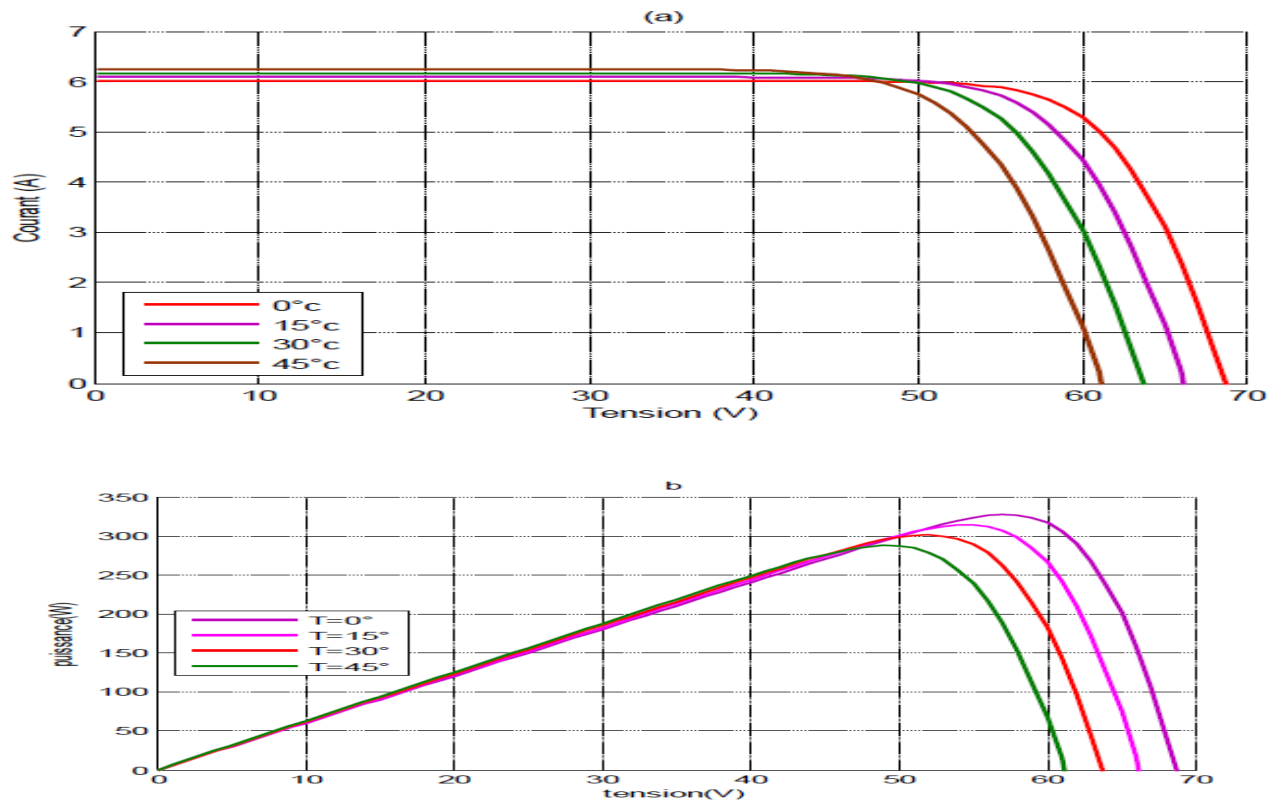 (a)
7
6
5
4
3
2
1
0
Courant (A)
0°c
15°c
30°c
45°c
0 10 20 30 40 50 60 70
Tension (V)
b
350
300
250
200
150
100
50
0
puissance(W)
T=0°
T=15°
T=30°
T=45°
0 10 20 30 40 50 60 70
tension(V)